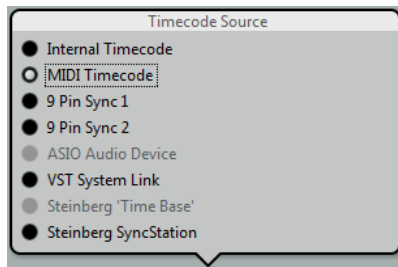 Timecode Source
Internal Timecode
MIDI Timecode
9 Pin Sync 1
9 Pin Sync 2
ASIO Audio Device
VST System Link
Steinberg 'Time Base'
Steinberg SyncStation